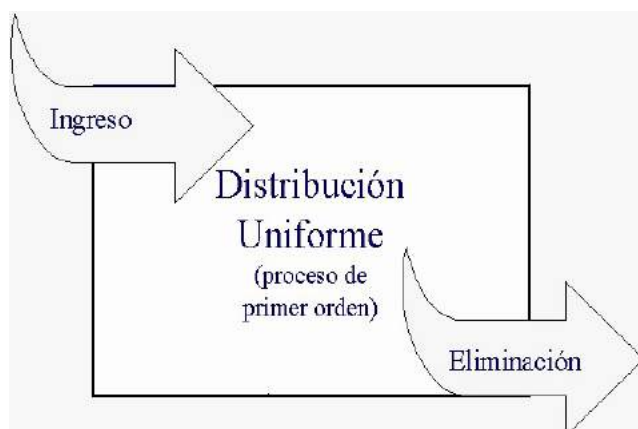 Ingreso
Distribución
Uniforme
(proceso de
primer orden)
Eliminación